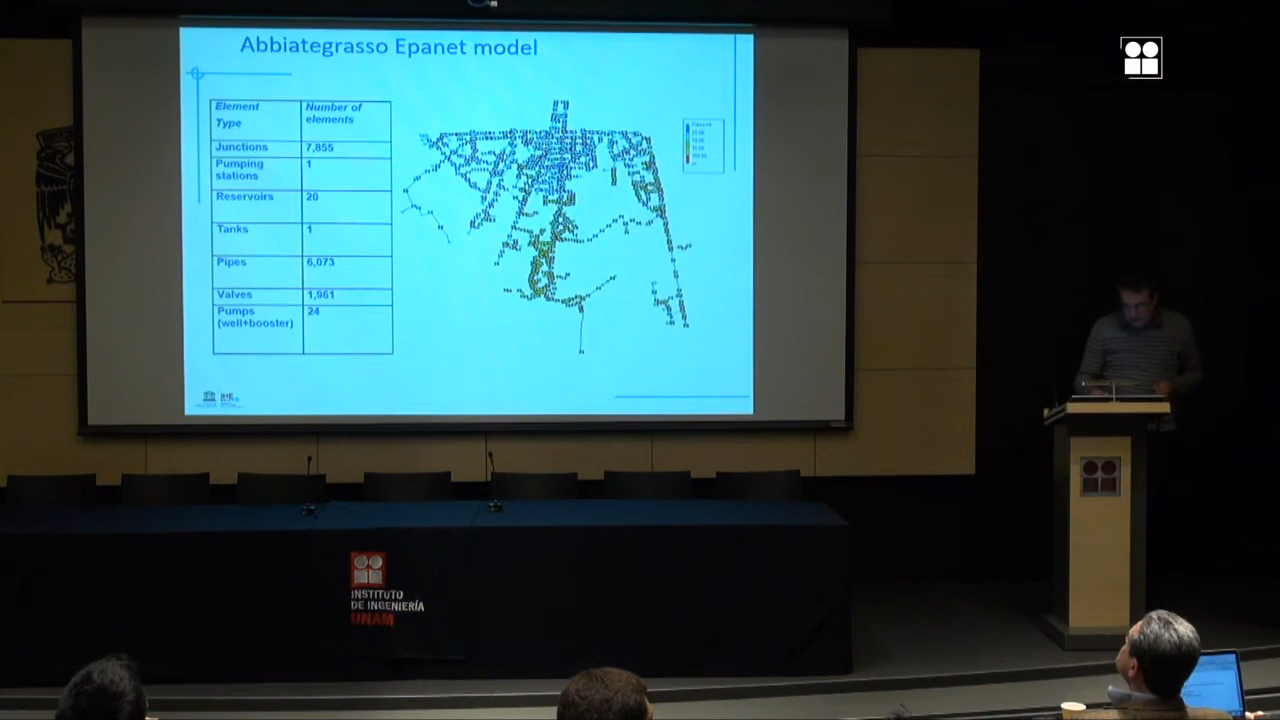 Abbiategrasso Epanet model
Element Type
Number of elements
Junctions
7,855
Pumping stations
1
Reservoirs
20
Tanks
1
Pipes
6,073
Valves
1,961
Pumps (well+booster)
24
INSTITUTO
DE INGENIERÍA
UNAM